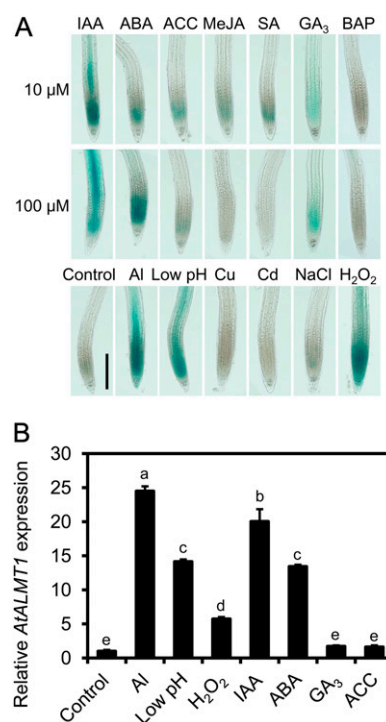 A
IAA ABA ACC MeJA SA GA₃ BAP
10 µM
100 µM
Control Al Low pH Cu Cd NaCl H₂O₂
B
Relative AtALMT1 expression
30
25
20
15
10
5
0
e a c d b c e e
Control Al Low pH H₂O₂ IAA ABA GA₃ ACC